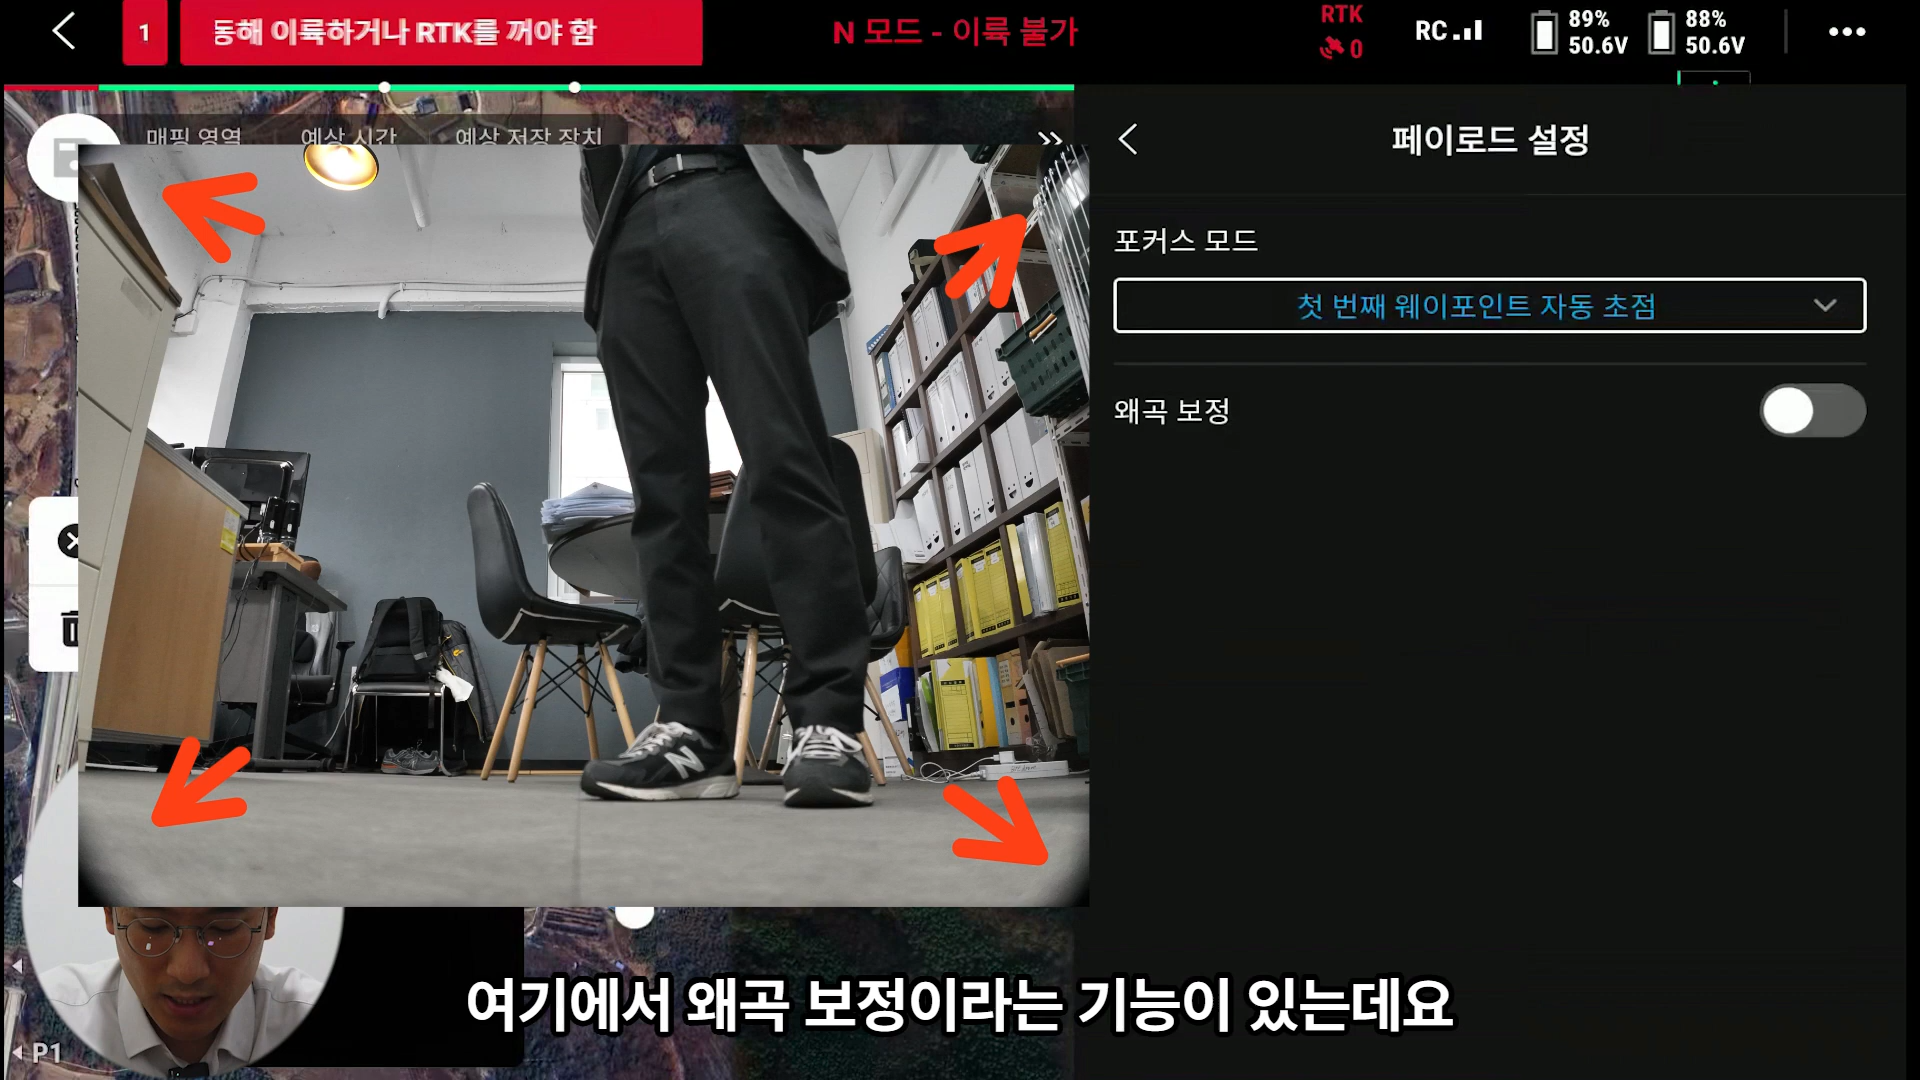 1
동해 이륙하거나 RTK를 꺼야 함
N 모드 - 이륙 불가
RTK
0
RC
89%
50.6V
88%
50.6V
매핑 영역
예상 시간
예상 저장 장치
페이로드 설정
포커스 모드
첫 번째 웨이포인트 자동 초점
왜곡 보정
N
여기에서 왜곡 보정이라는 기능이 있는데요
P1